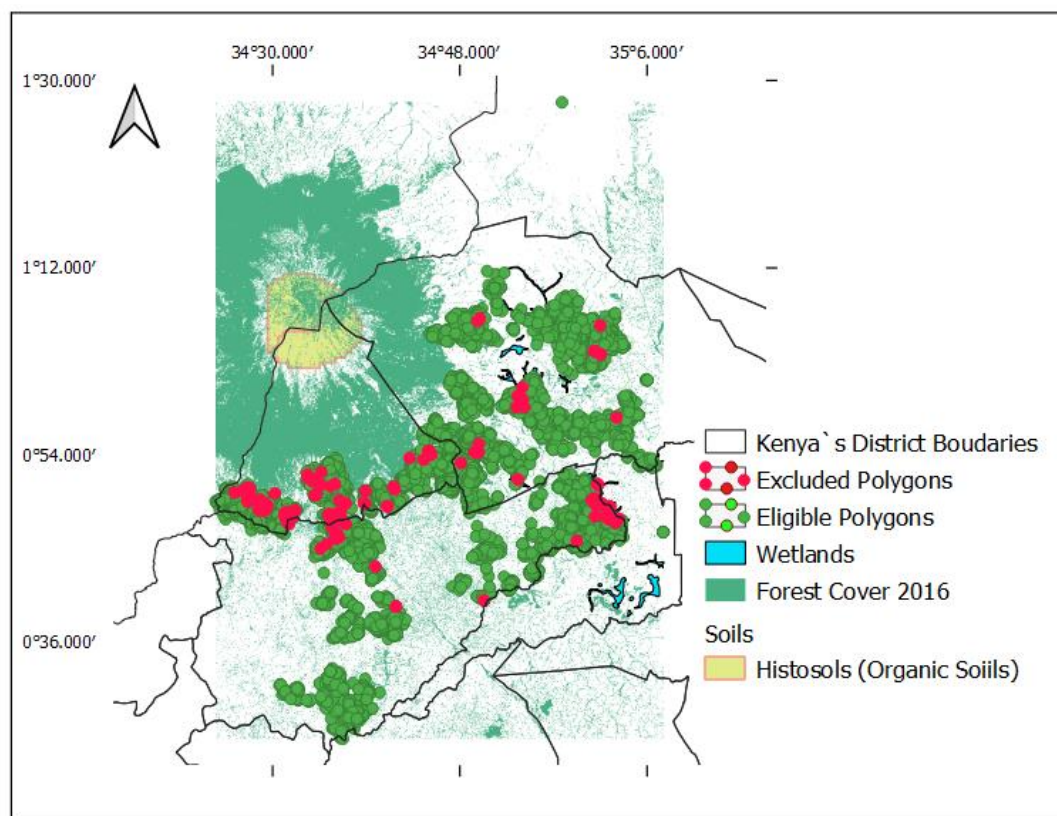 34°30.000′ 34°48.000′ 35°6.000′
1°30.000′
1°12.000′
0°54.000′
0°36.000′
Kenya`s District Boudaries
Excluded Polygons
Eligible Polygons
Wetlands
Forest Cover 2016
Soils
Histosols (Organic Soiils)